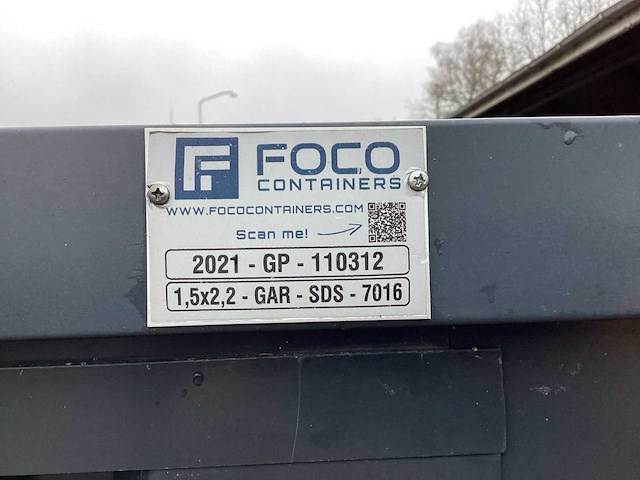 FOCO
CONTAINERS
WWW.FOCOCONTAINERS.COM
Scan me!
2021 - GP - 110312
1,5x2,2 - GAR - SDS - 7016